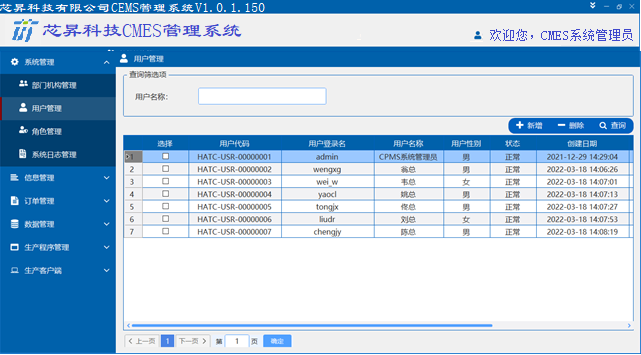 芯昇科技有限公司CEMS管理系统V1.0.1.150
芯昇科技CMES管理系统
欢迎您，CMES系统管理员
系统管理
部门机构管理
用户管理
角色管理
系统日志管理
信息管理
订单管理
数据管理
生产程序管理
生产客户端
用户管理
查询筛选项
用户名称：
新增 删除 查询
选择 用户代码 用户登录名 用户名称 用户性别 状态 创建日期
1 HATC-USR-00000001 admin CPMS系统管理员 男 正常 2021-12-29 14:29:04
2 HATC-USR-00000002 wengxg 翁总 男 正常 2022-03-18 14:06:26
3 HATC-USR-00000003 wei_w 韦总 女 正常 2022-03-18 14:07:01
4 HATC-USR-00000004 yaocl 姚总 男 正常 2022-03-18 14:07:13
5 HATC-USR-00000005 tongjx 佟总 男 正常 2022-03-18 14:07:27
6 HATC-USR-00000006 liudr 刘总 女 正常 2022-03-18 14:07:53
7 HATC-USR-00000007 chengjy 陈总 男 正常 2022-03-18 14:08:19
上一页 1 下一页 第 1 页 确定